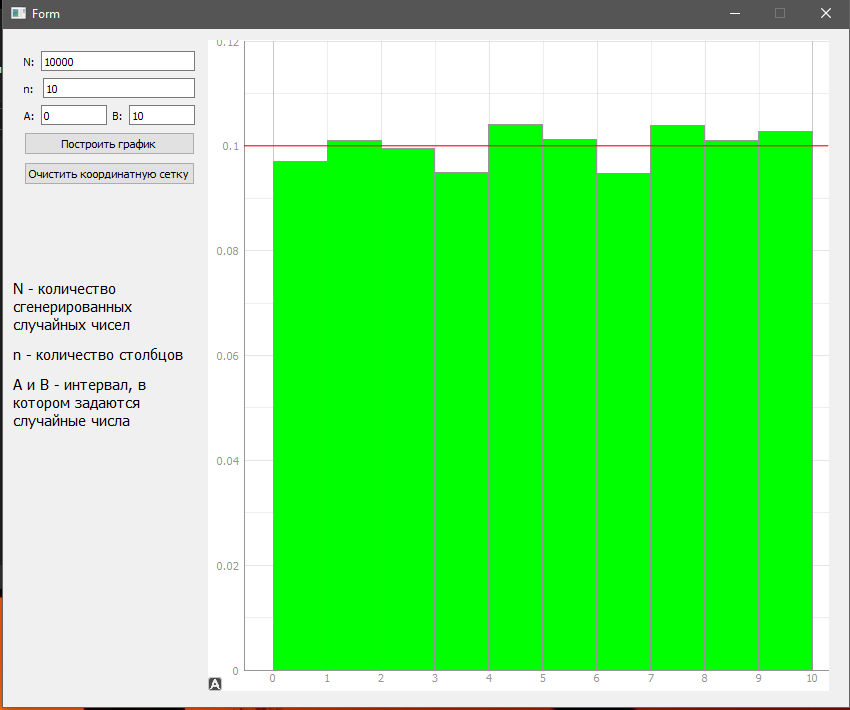 Form
N: 10000
n: 10
A: 0 B: 10
Построить график
Очистить координатную сетку
N - количество
сгенерированных
случайных чисел
n - количество столбцов
A и B - интервал, в
котором задаются
случайные числа
0.12
0.1
0.08
0.06
0.04
0.02
0
0 1 2 3 4 5 6 7 8 9 10
A